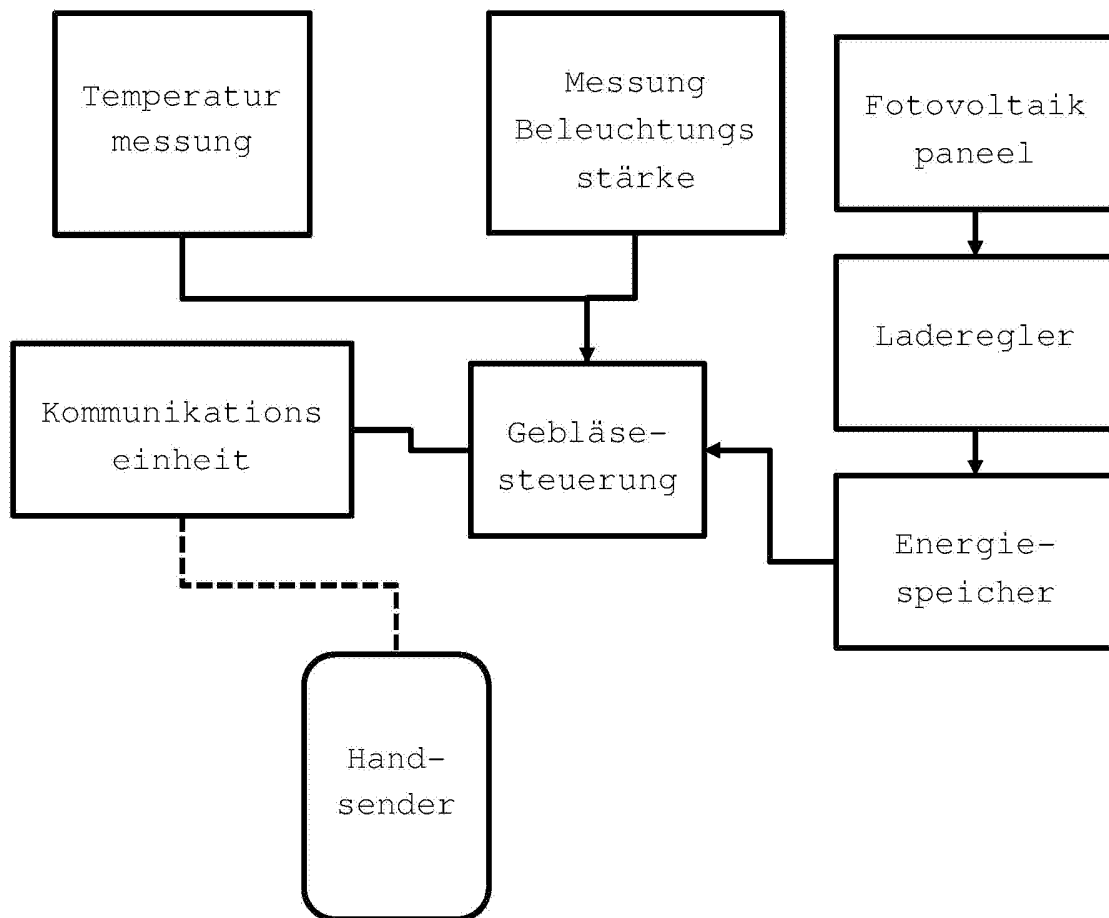 Temperatur
messung
Messung
Beleuchtungs
stärke
Fotovoltaik
paneel
Laderegler
Kommunikations
einheit
Gebläse-
steuerung
Energie-
speicher
Hand-
sender